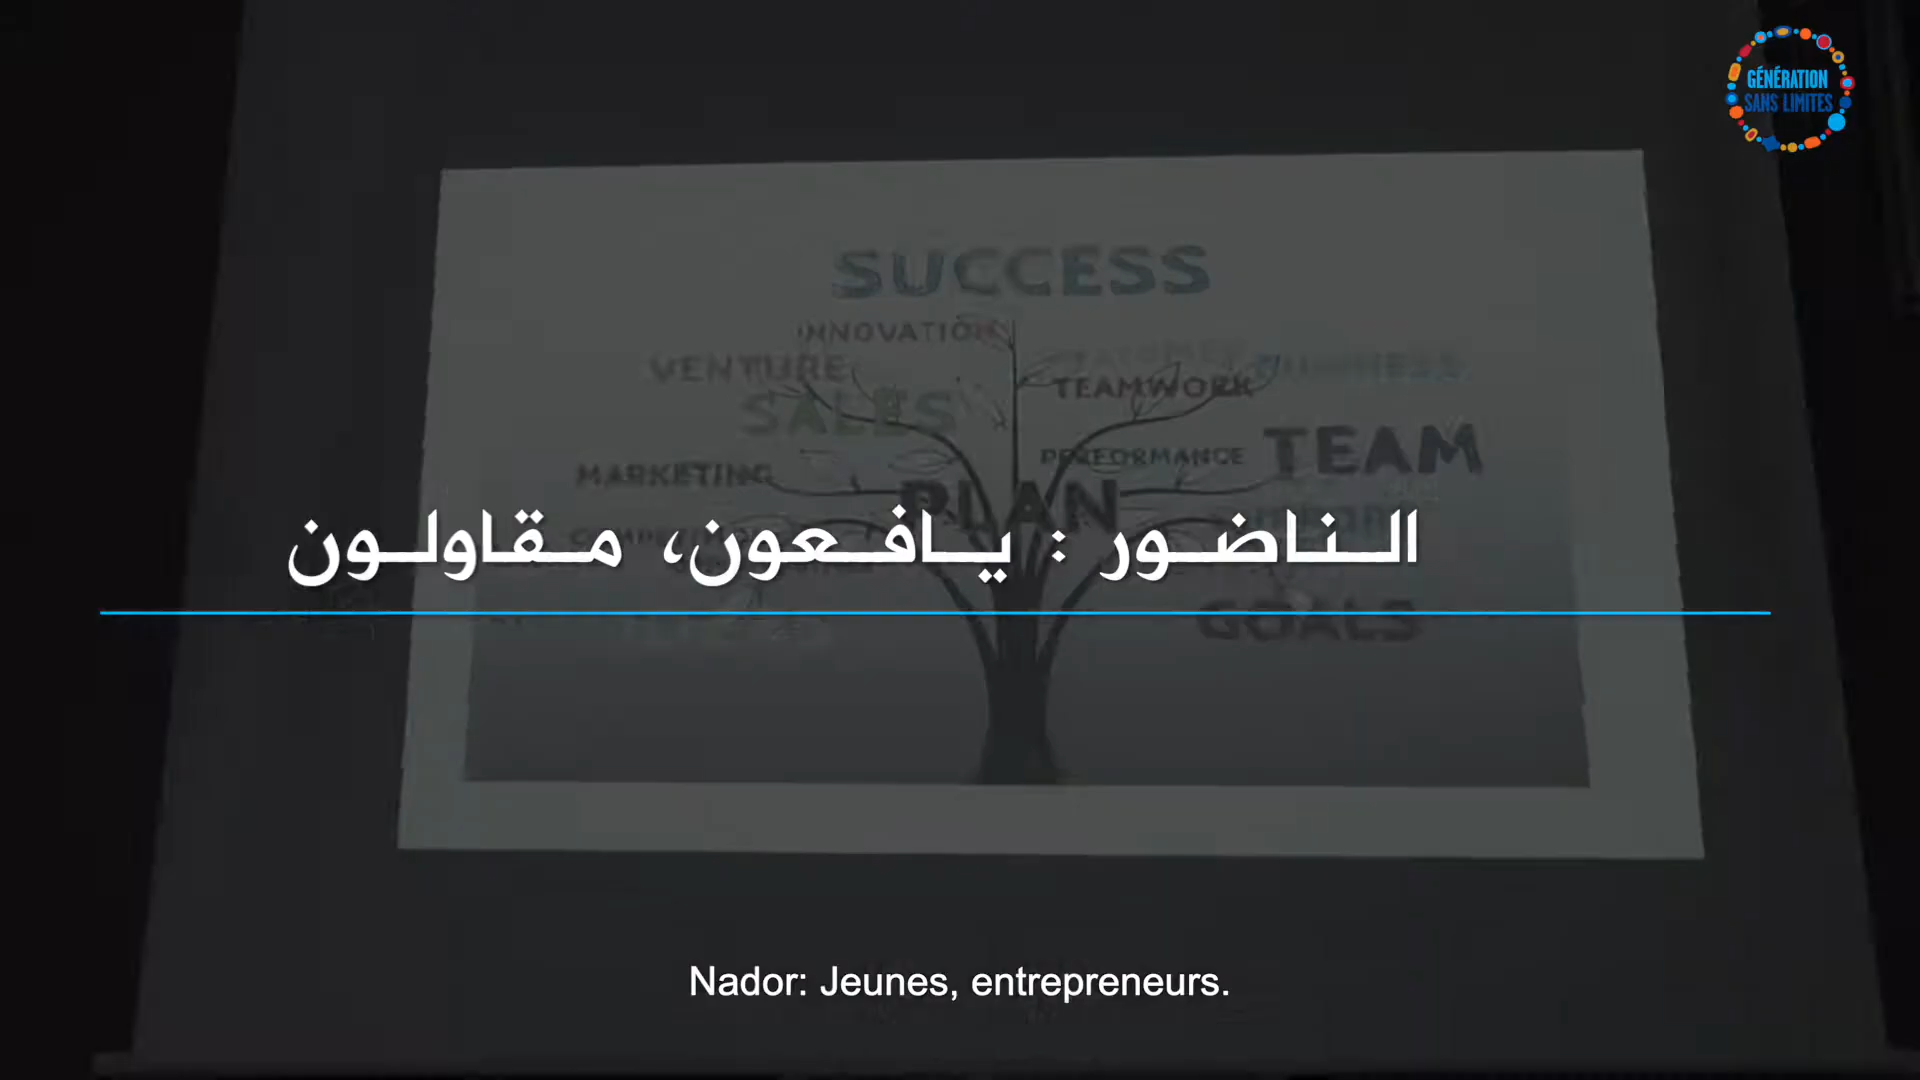 GÉNÉRATION
SANS LIMITES
SUCCESS
INNOVATION
VENTURE
TEAMWORK
SALES
TEAM
PERFORMANCE
MARKETING
PLAN
الناضور : يافعون، مقاولون
GOALS
Nador: Jeunes, entrepreneurs.